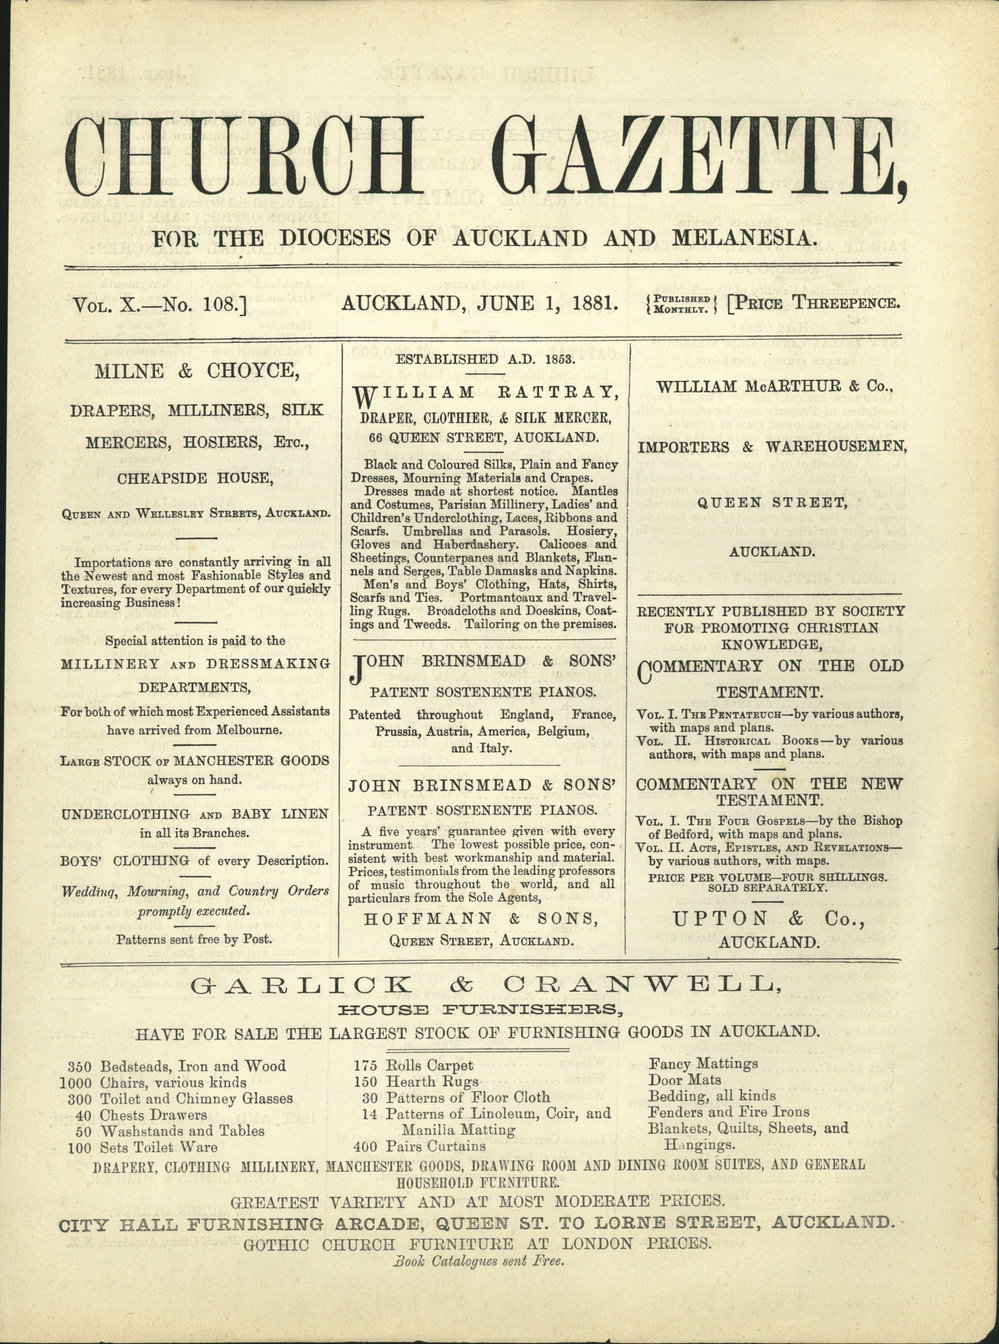 CHURCH GAZETTE,
FOR THE DIOCESES OF AUCKLAND AND MELANESIA.
VOL. X.—No. 108.] AUCKLAND, JUNE 1, 1881. {PUBLISHED MONTHLY.} [PRICE THREEPENCE.
MILNE & CHOYCE,
DRAPERS, MILLINERS, SILK
MERCERS, HOSIERS, ETC.,
CHEAPSIDE HOUSE,
QUEEN AND WELLESLEY STREETS, AUCKLAND.
Importations are constantly arriving in all
the Newest and most Fashionable Styles and
Textures, for every Department of our quickly
increasing Business!
Special attention is paid to the
MILLINERY AND DRESSMAKING
DEPARTMENTS,
For both of which most Experienced Assistants
have arrived from Melbourne.
LARGE STOCK OF MANCHESTER GOODS
always on hand.
UNDERCLOTHING AND BABY LINEN
in all its Branches.
BOYS' CLOTHING of every Description.
Wedding, Mourning, and Country Orders
promptly executed.
Patterns sent free by Post.
ESTABLISHED A.D. 1853.
WILLIAM RATTRAY,
DRAPER, CLOTHIER, & SILK MERCER,
66 QUEEN STREET, AUCKLAND.
Black and Coloured Silks, Plain and Fancy
Dresses, Mourning Materials and Crapes.
Dresses made at shortest notice. Mantles
and Costumes, Parisian Millinery, Ladies' and
Children's Underclothing, Laces, Ribbons and
Scarfs. Umbrellas and Parasols. Hosiery,
Gloves and Haberdashery. Calicoes and
Sheetings, Counterpanes and Blankets, Flan-
nels and Serges, Table Damasks and Napkins.
Men's and Boys' Clothing, Hats, Shirts,
Scarfs and Ties. Portmanteaux and Travel-
ling Rugs. Broadcloths and Doeskins, Coat-
ings and Tweeds. Tailoring on the premises.
JOHN BRINSMEAD & SONS'
PATENT SOSTENENTE PIANOS.
Patented throughout England, France,
Prussia, Austria, America, Belgium,
and Italy.
JOHN BRINSMEAD & SONS'
PATENT SOSTENENTE PIANOS.
A five years' guarantee given with every
instrument. The lowest possible price, con-
sistent with best workmanship and material.
Prices, testimonials from the leading professors
of music throughout the world, and all
particulars from the Sole Agents,
HOFFMANN & SONS,
QUEEN STREET, AUCKLAND.
WILLIAM McARTHUR & Co.,
IMPORTERS & WAREHOUSEMEN,
QUEEN STREET,
AUCKLAND.
RECENTLY PUBLISHED BY SOCIETY
FOR PROMOTING CHRISTIAN
KNOWLEDGE,
COMMENTARY ON THE OLD
TESTAMENT.
VOL. I. THE PENTATEUCH—by various authors,
with maps and plans.
VOL. II. HISTORICAL BOOKS—by various
authors, with maps and plans.
COMMENTARY ON THE NEW
TESTAMENT.
VOL. I. THE FOUR GOSPELS—by the Bishop
of Bedford, with maps and plans.
VOL. II. ACTS, EPISTLES, AND REVELATIONS—
by various authors, with maps.
PRICE PER VOLUME—FOUR SHILLINGS.
SOLD SEPARATELY.
UPTON & Co.,
AUCKLAND.
GARLICK & CRANWELL,
HOUSE FURNISHERS,
HAVE FOR SALE THE LARGEST STOCK OF FURNISHING GOODS IN AUCKLAND.
350 Bedsteads, Iron and Wood
1000 Chairs, various kinds
300 Toilet and Chimney Glasses
40 Chests Drawers
50 Washstands and Tables
100 Sets Toilet Ware
175 Rolls Carpet
150 Hearth Rugs
30 Patterns of Floor Cloth
14 Patterns of Linoleum, Coir, and
Manilla Matting
400 Pairs Curtains
Fancy Mattings
Door Mats
Bedding, all kinds
Fenders and Fire Irons
Blankets, Quilts, Sheets, and
Hangings.
DRAPERY, CLOTHING MILLINERY, MANCHESTER GOODS, DRAWING ROOM AND DINING ROOM SUITES, AND GENERAL
HOUSEHOLD FURNITURE.
GREATEST VARIETY AND AT MOST MODERATE PRICES.
CITY HALL FURNISHING ARCADE, QUEEN ST. TO LORNE STREET, AUCKLAND.
GOTHIC CHURCH FURNITURE AT LONDON PRICES.
Book Catalogues sent Free.